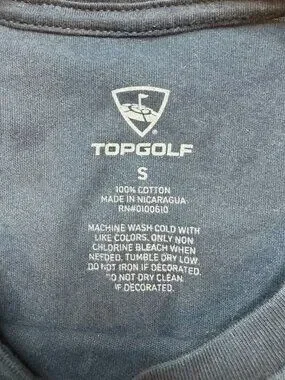 TOPGOLF
S
100% COTTON
MADE IN NICARAGUA
RN#0100610
MACHINE WASH COLD WITH
LIKE COLORS. ONLY NON
CHLORINE BLEACH WHEN
NEEDED. TUMBLE DRY LOW.
DO NOT IRON IF DECORATED.
DO NOT DRY CLEAN
IF DECORATED.